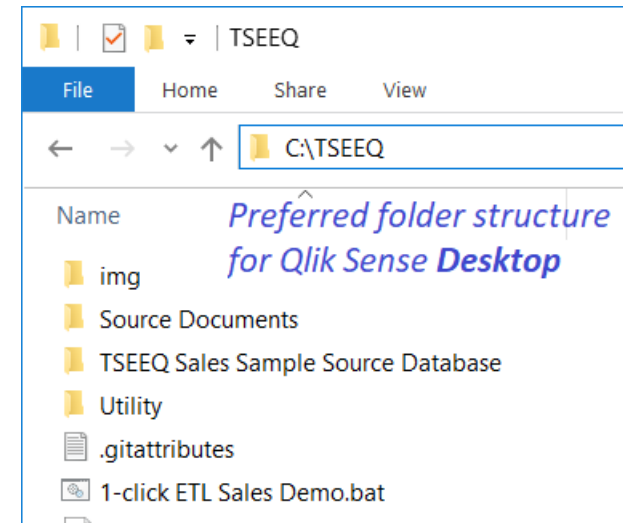 TSEEQ
File Home Share View
C:\TSEEQ
Name
Preferred folder structure
for Qlik Sense Desktop
img
Source Documents
TSEEQ Sales Sample Source Database
Utility
.gitattributes
1-click ETL Sales Demo.bat